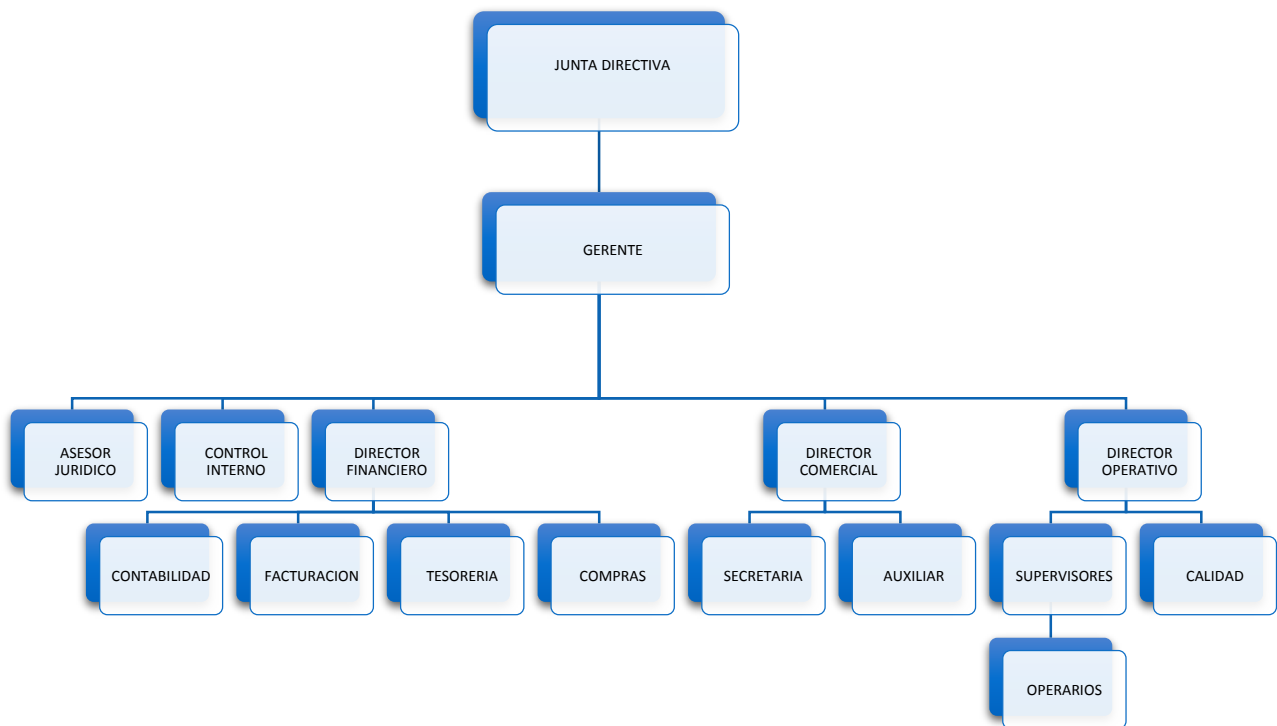 JUNTA DIRECTIVA
GERENTE
ASESOR
JURIDICO
CONTROL
INTERNO
DIRECTOR
FINANCIERO
DIRECTOR
COMERCIAL
DIRECTOR
OPERATIVO
CONTABILIDAD
FACTURACION
TESORERIA
COMPRAS
SECRETARIA
AUXILIAR
SUPERVISORES
CALIDAD
OPERARIOS